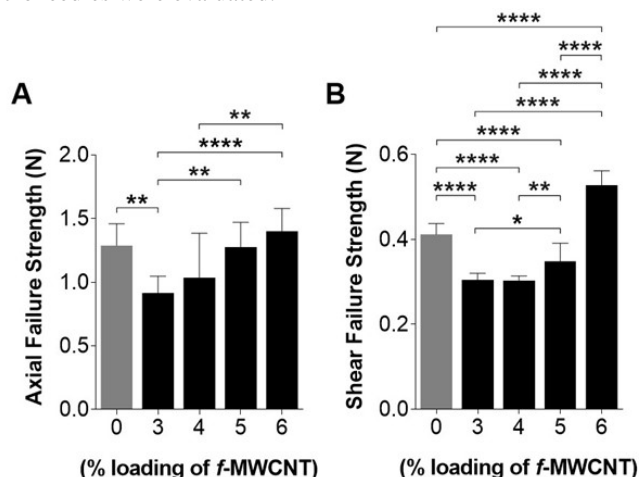 were evaluated.
A
B
Axial Failure Strength (N)
2.0
1.5
1.0
0.5
0.0
**
****
**
**
0 3 4 5 6
(% loading of f-MWCNT)
Shear Failure Strength (N)
0.6
0.4
0.2
0.0
****
****
****
****
****
****
****
**
*
0 3 4 5 6
(% loading of f-MWCNT)